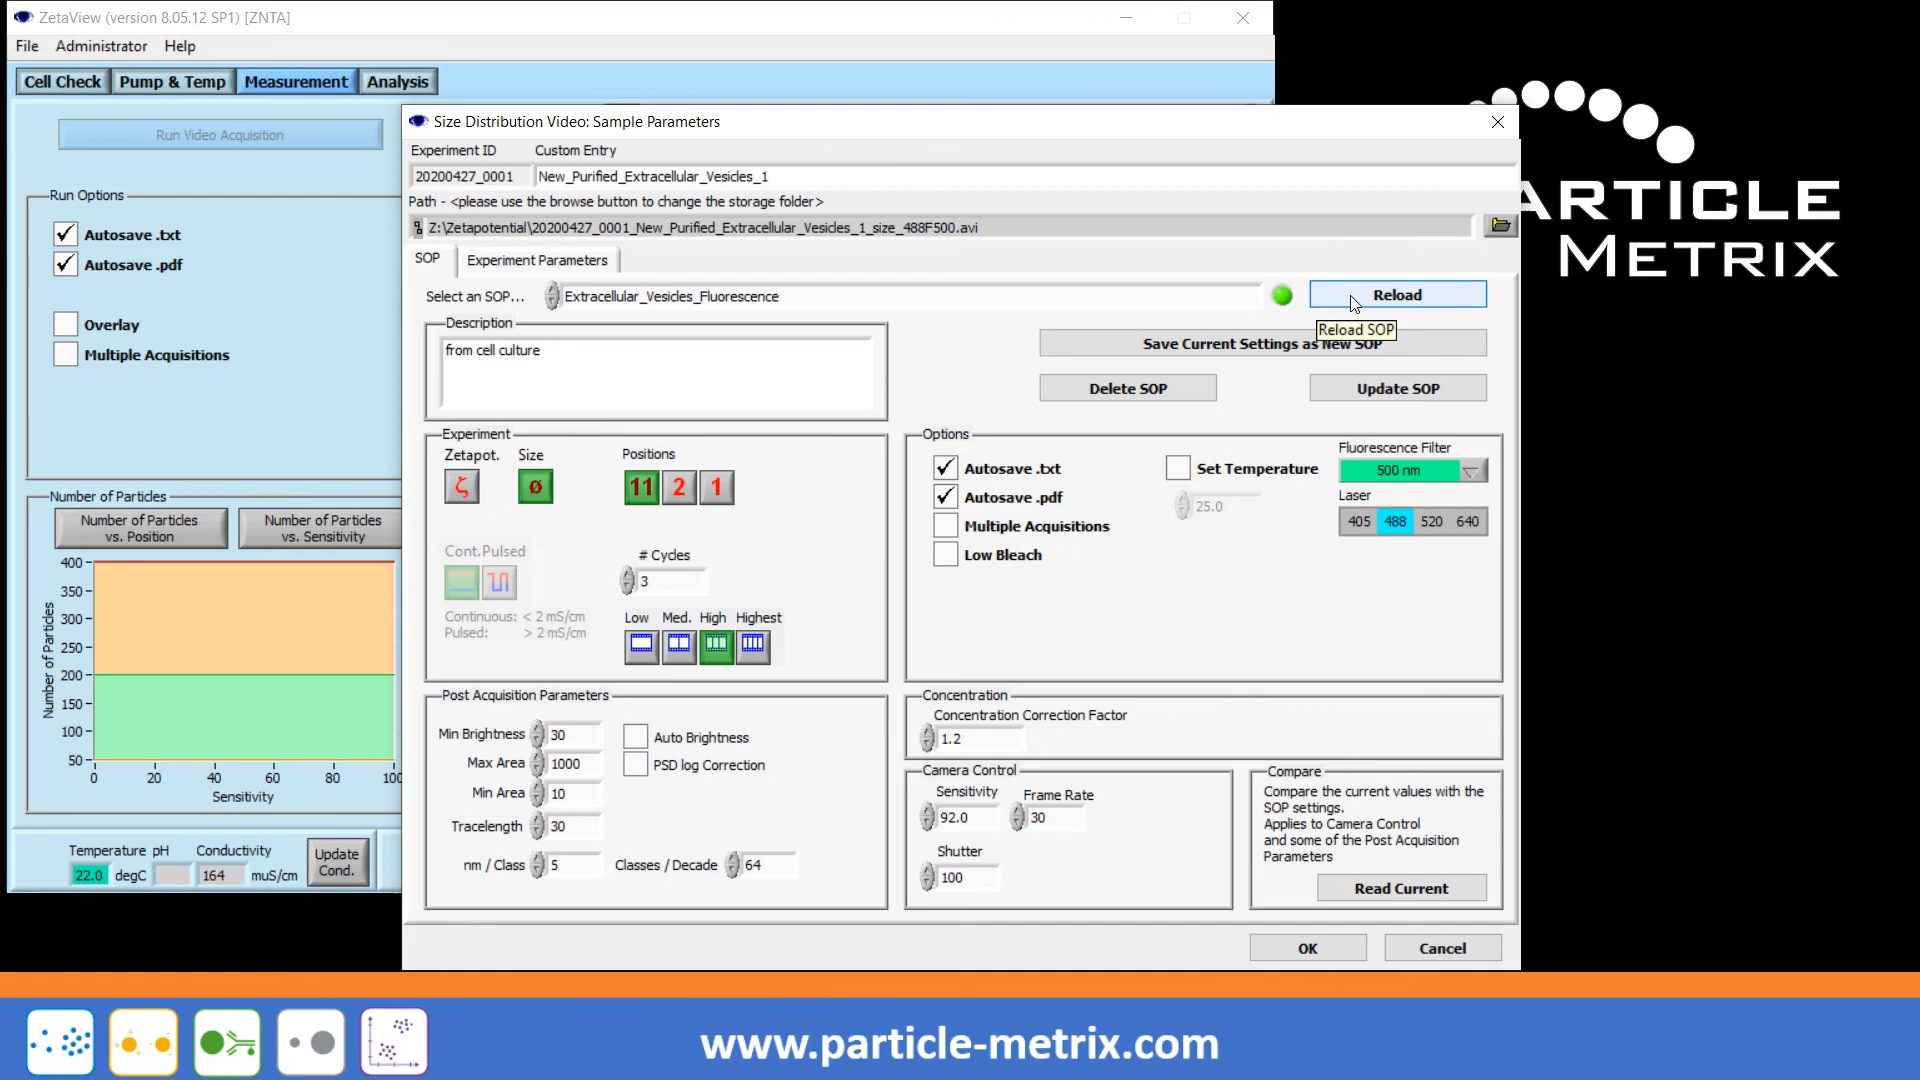 ZetaView (version 8.05.12 SP1) [ZNTA]
File Administrator Help
Cell Check Pump & Temp Measurement Analysis
Run Video Acquisition
Run Options
Autosave .txt
Autosave .pdf
Overlay
Multiple Acquisitions
Number of Particles
Number of Particles vs. Position
Number of Particles vs. Sensitivity
Number of Particles
400
350
300
250
200
150
100
50
0 20 40 60 80 100
Sensitivity
Temperature pH Conductivity
22.0 degC 164 muS/cm
Update Cond.
Size Distribution Video: Sample Parameters
Experiment ID Custom Entry
20200427_0001 New_Purified_Extracellular_Vesicles_1
Path - <please use the browse button to change the storage folder>
Z:\Zetapotential\20200427_0001_New_Purified_Extracellular_Vesicles_1_size_488F500.avi
SOP Experiment Parameters
Select an SOP... Extracellular_Vesicles_Fluorescence Reload
Reload SOP
Description
from cell culture
Save Current Settings as New SOP
Delete SOP Update SOP
Experiment
Zetapot. Size Positions
ζ ø 11 2 1
Cont. Pulsed
Continuous: < 2 mS/cm
Pulsed: > 2 mS/cm
# Cycles
3
Low Med. High Highest
Options
Autosave .txt
Autosave .pdf
Multiple Acquisitions
Low Bleach
Set Temperature
25.0
Fluorescence Filter
500 nm
Laser
405 488 520 640
Post Acquisition Parameters
Min Brightness 30
Max Area 1000
Min Area 10
Tracelength 30
nm / Class 5
Auto Brightness
PSD log Correction
Classes / Decade 64
Concentration
Concentration Correction Factor
1.2
Camera Control
Sensitivity Frame Rate
92.0 30
Shutter
100
Compare
Compare the current values with the
SOP settings.
Applies to Camera Control
and some of the Post Acquisition
Parameters
Read Current
OK Cancel
ARTICLE
METRIX
www.particle-metrix.com